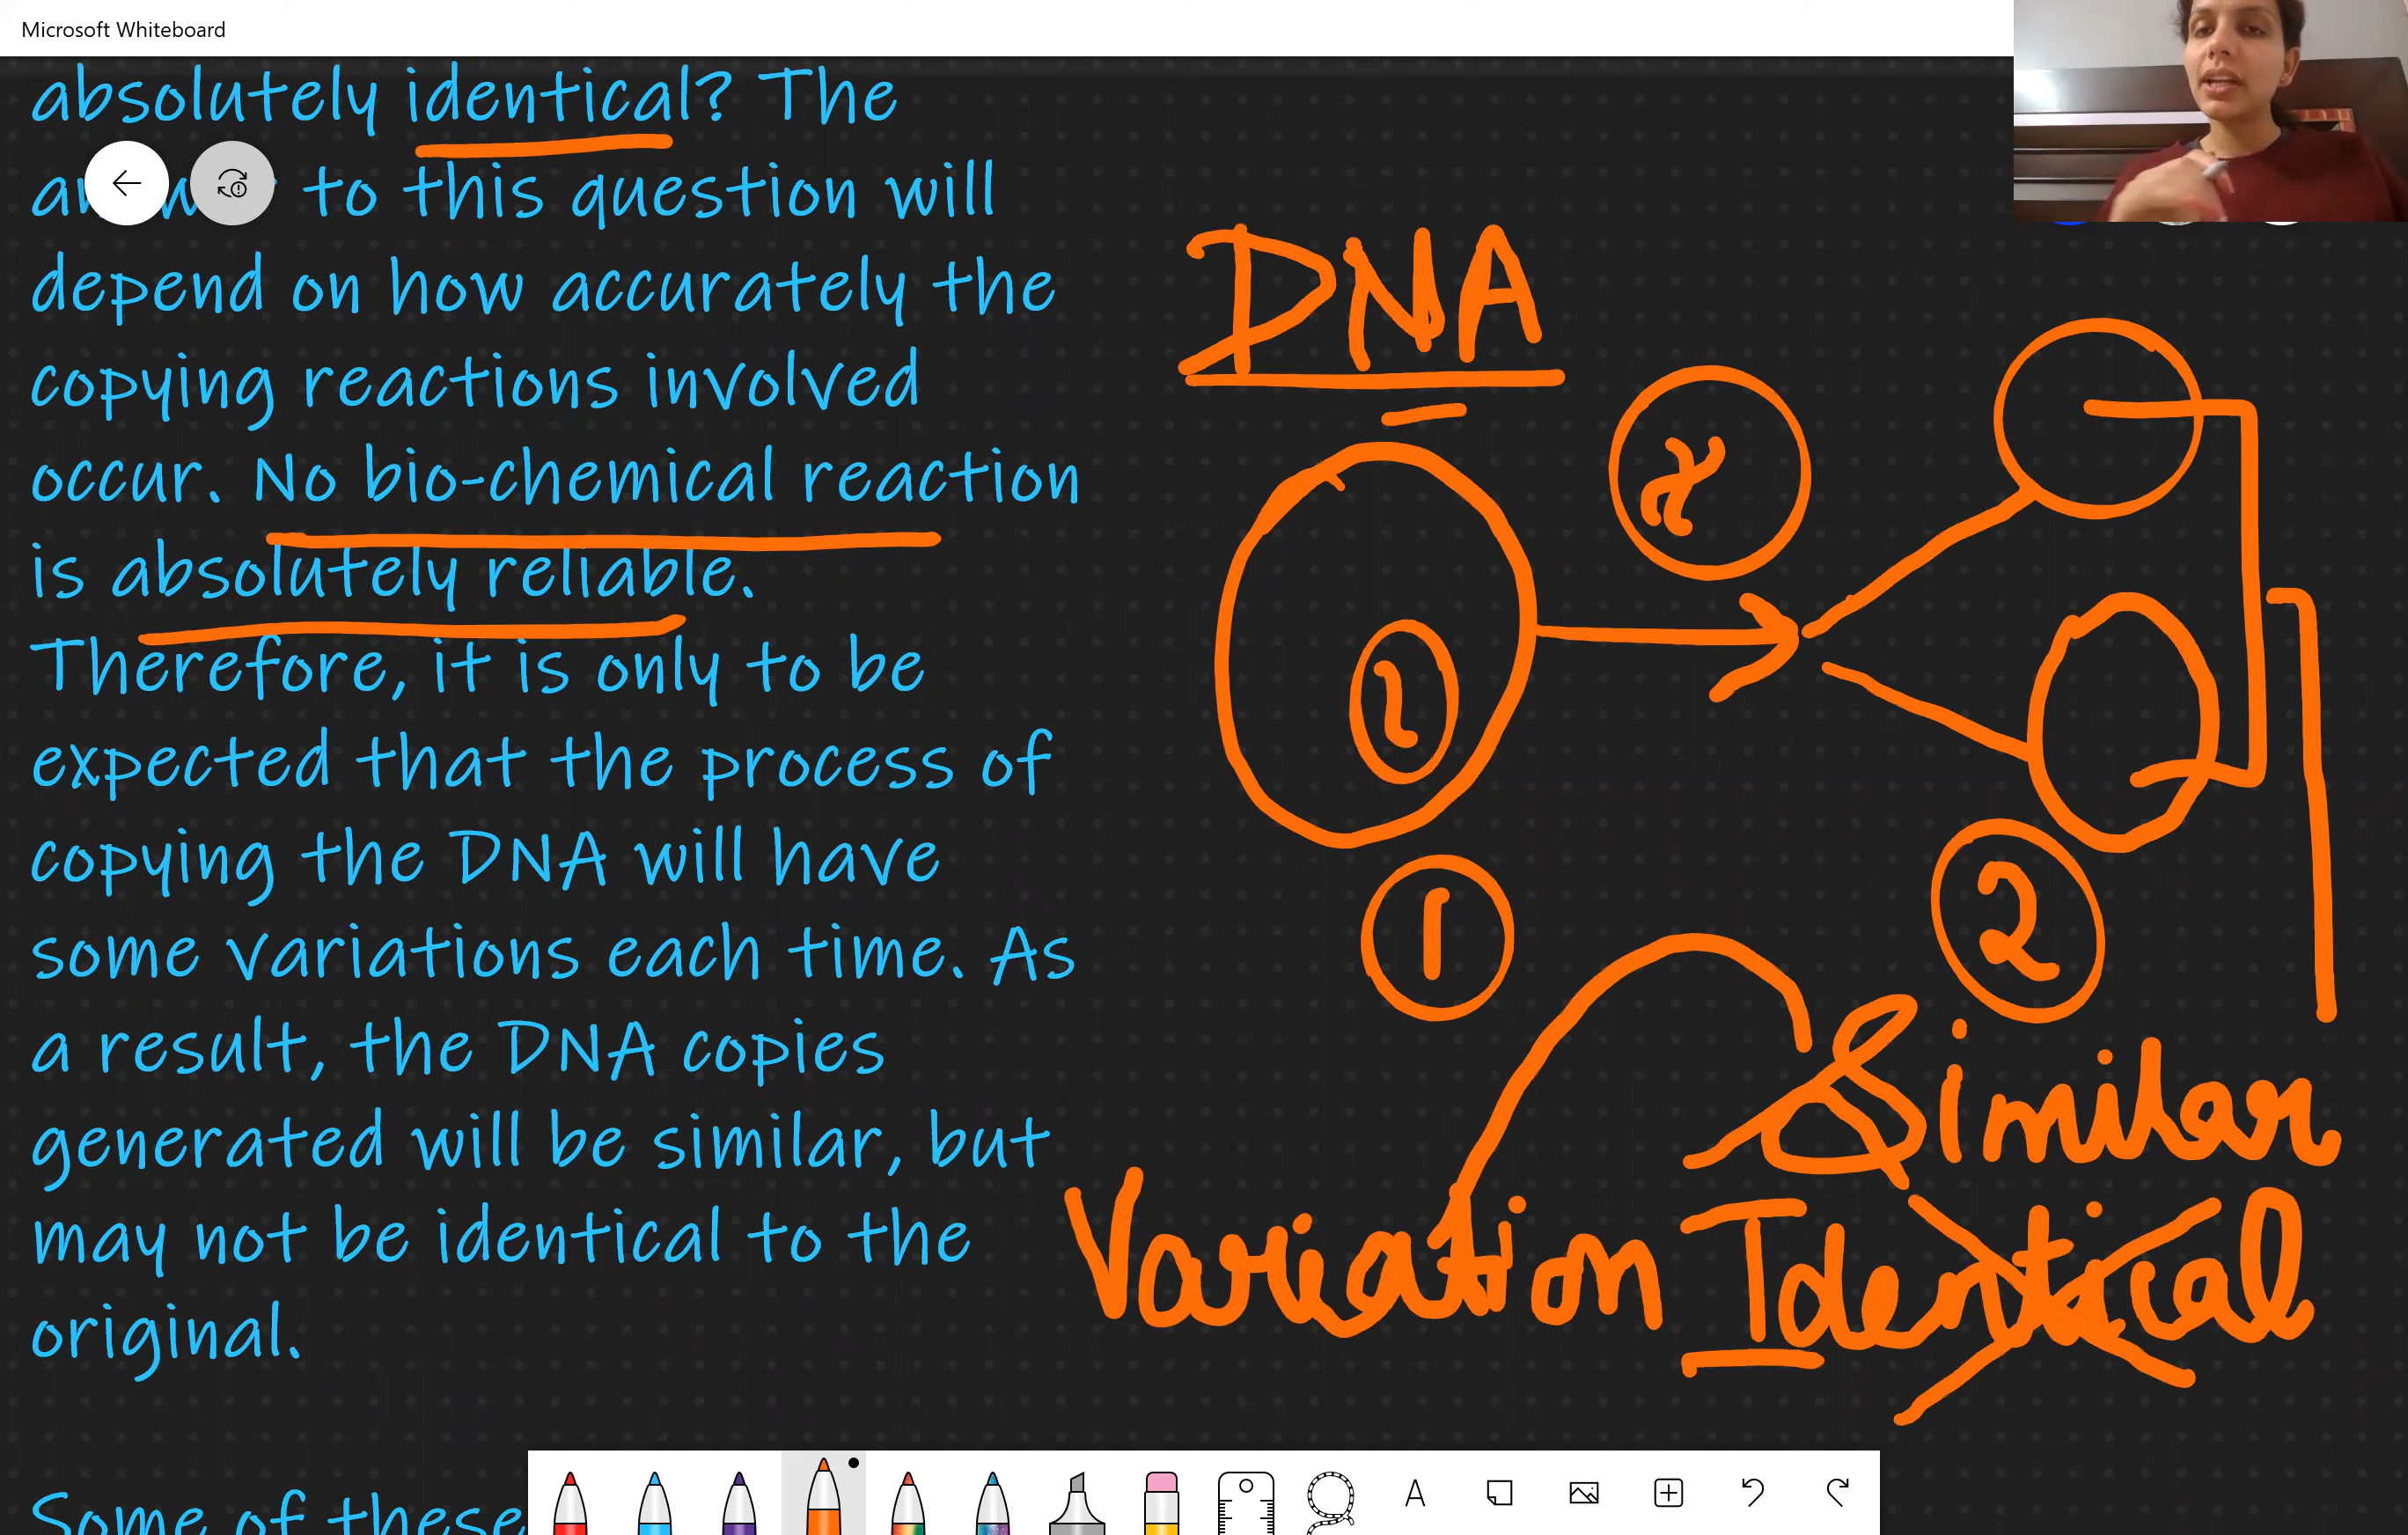 Microsoft Whiteboard
absolutely identical? The
to this question will
depend on how accurately the
copying reactions involved
occur. No bio-chemical reaction
is absolutely reliable.
Therefore, it is only to be
expected that the process of
copying the DNA will have
some variations each time. As
a result, the DNA copies
generated will be similar, but
may not be identical to the
original.
Some of these
DNA
1
2
Similar
Variation Identical
A